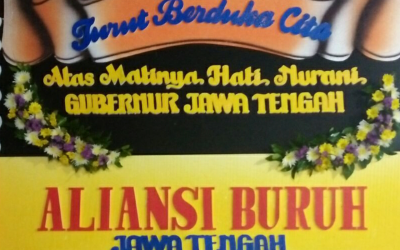 Turut Berduka Cita
Atas Matinya, Hati, Nurani,
GUBERNUR JAWA TENGAH
ALIANSI BURUH
JAWA TENGAH